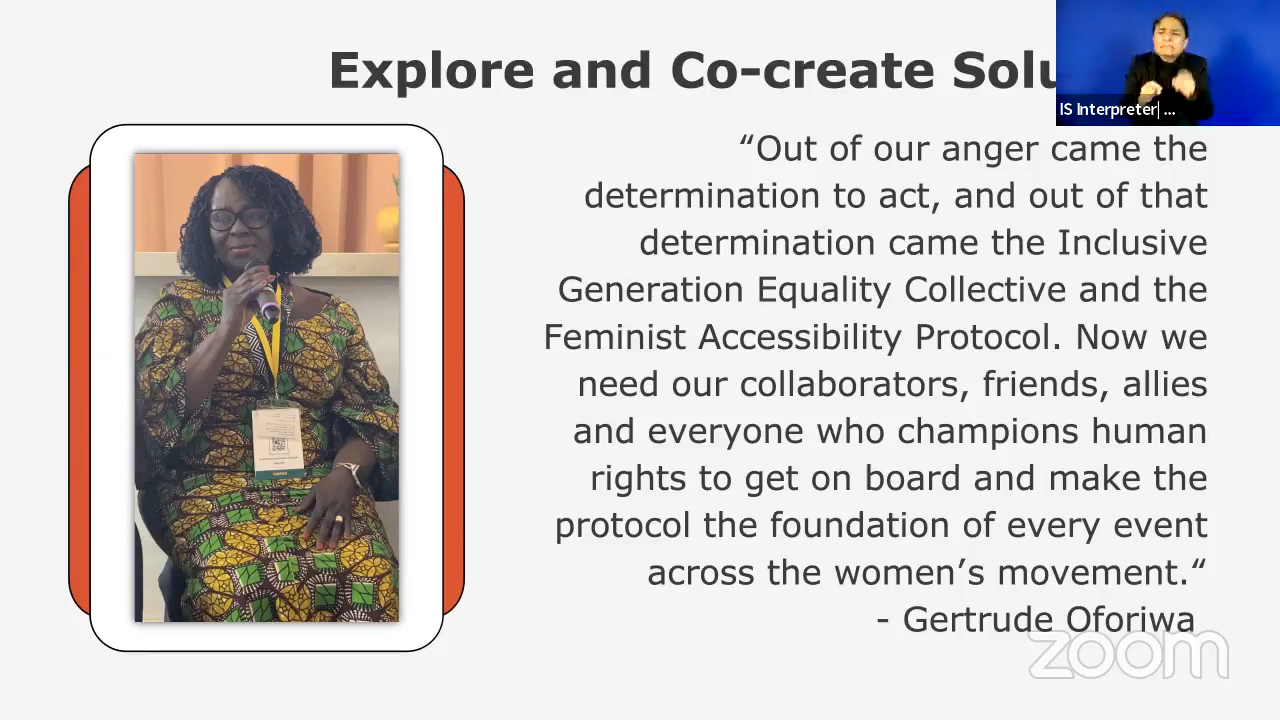 Explore and Co-create Solu
IS Interpreter| ...
“Out of our anger came the
determination to act, and out of that
determination came the Inclusive
Generation Equality Collective and the
Feminist Accessibility Protocol. Now we
need our collaborators, friends, allies
and everyone who champions human
rights to get on board and make the
protocol the foundation of every event
across the women’s movement.“
- Gertrude Oforiwa
zoom